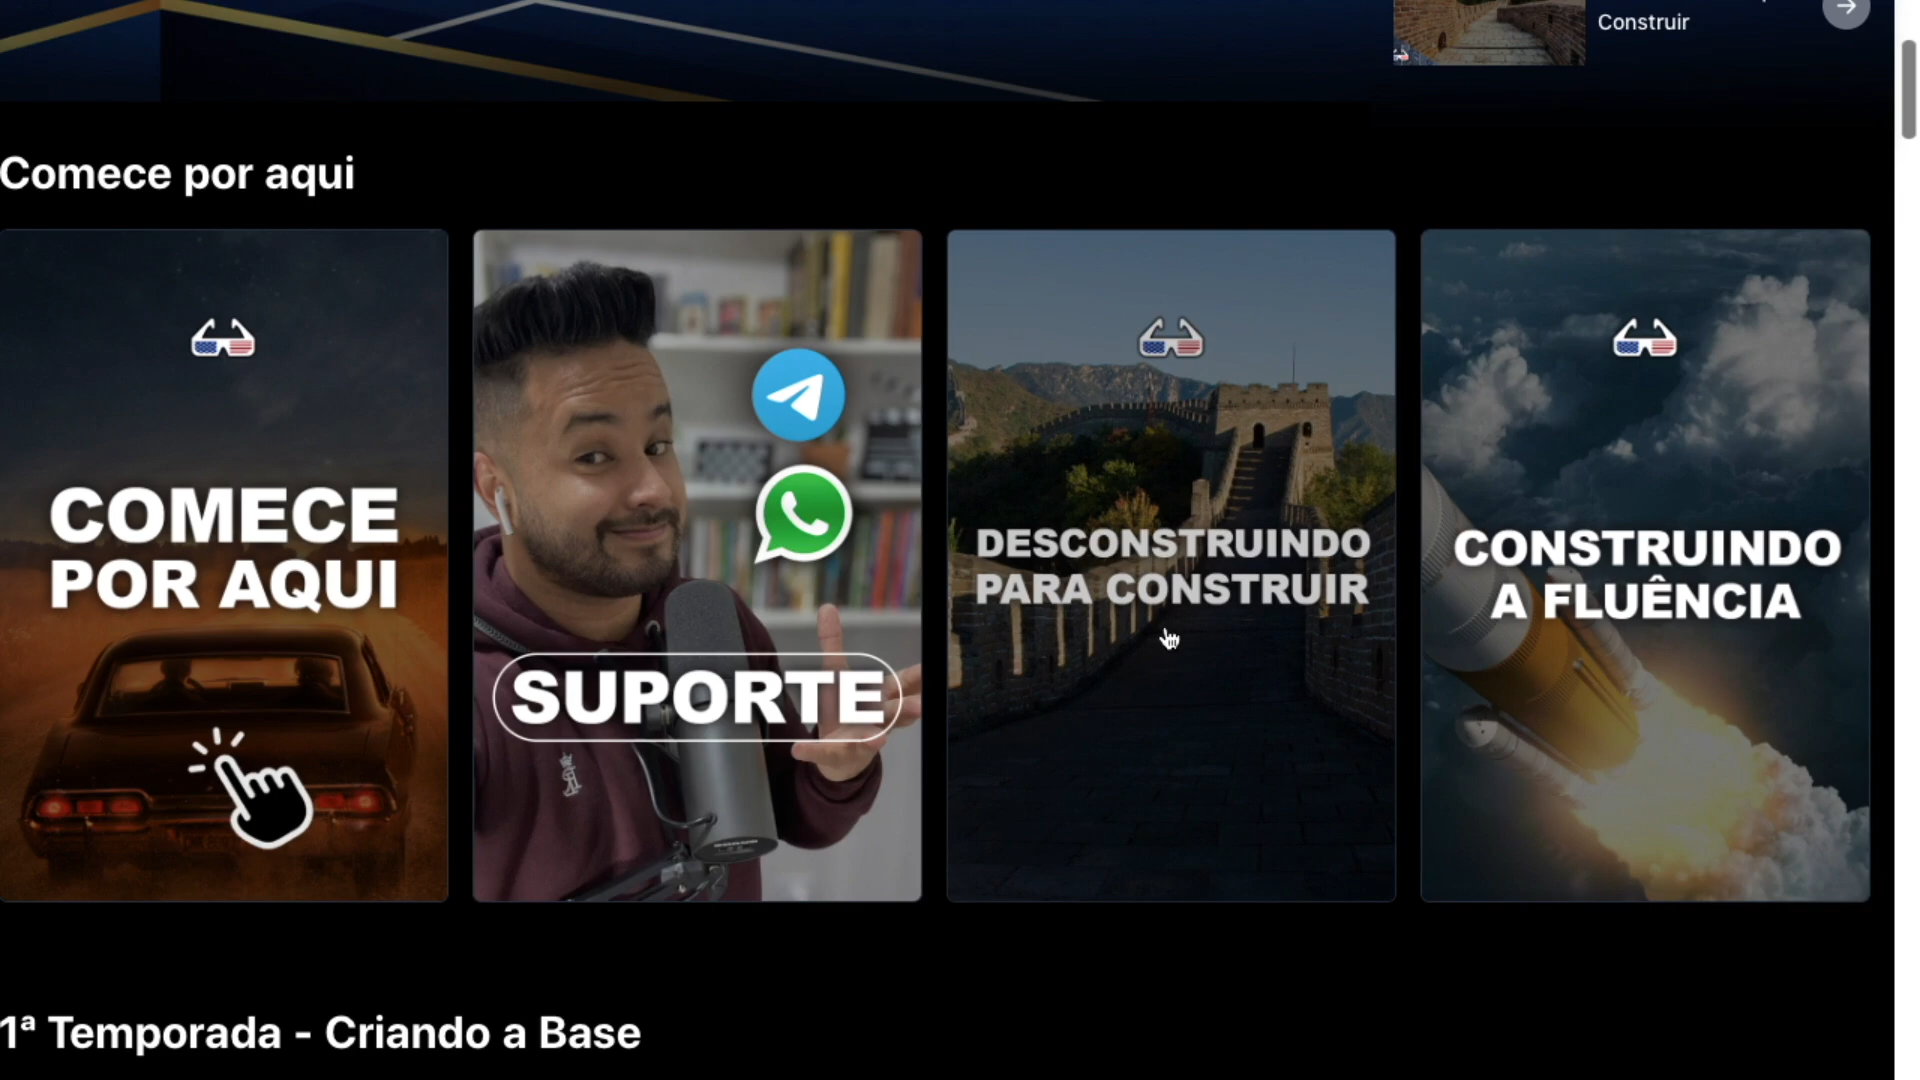 Construir
Comece por aqui
COMECE
POR AQUI
SUPORTE
DESCONSTRUINDO
PARA CONSTRUIR
CONSTRUINDO
A FLUÊNCIA
1ª Temporada - Criando a Base